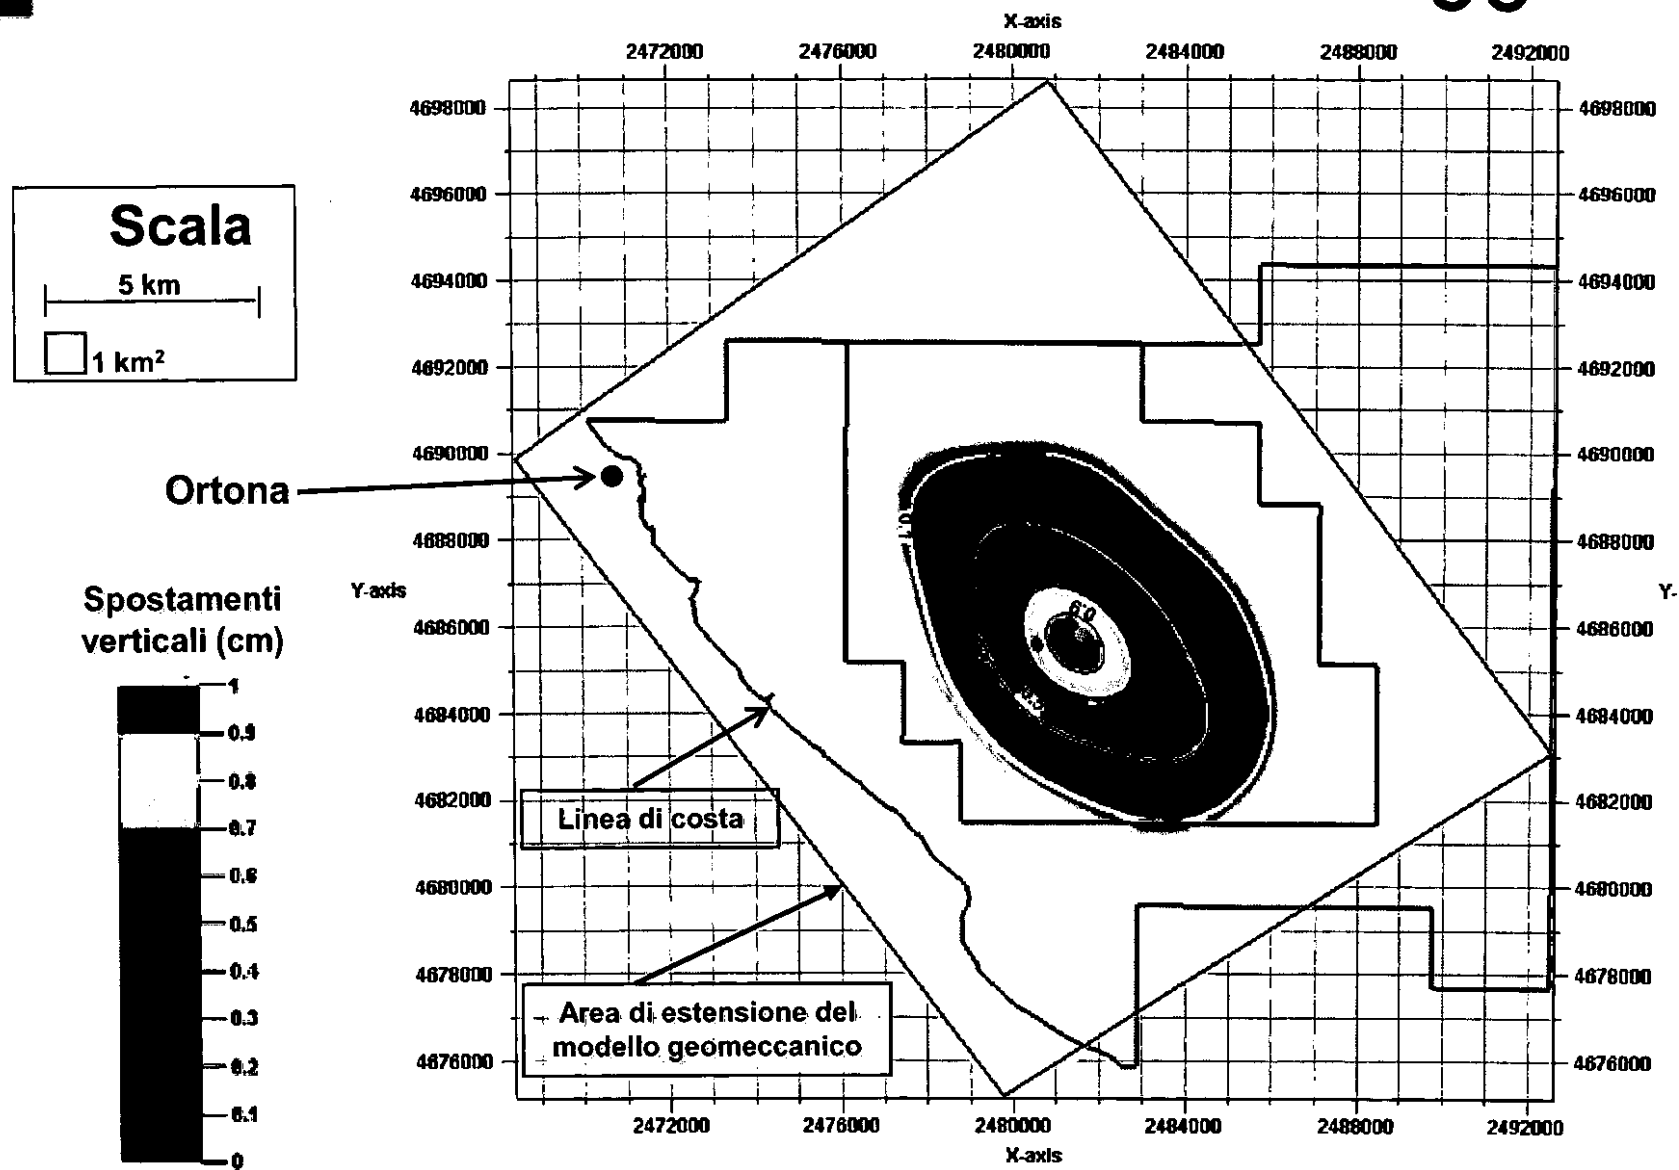 X-axis
2472000 2476000 2480000 2484000 2488000 2492000
4698000 4698000
4696000 4696000
Scala
5 km
4694000 4694000
1 km²
4692000 4692000
4690000 4690000
Ortona
0.1
4688000 4688000
Spostamenti
verticali (cm)
Y-axis Y-
0.9
4686000 4686000
1
0.9
0.8
0.7
0.6
0.5
0.4
0.3
0.2
0.1
0
4684000 4684000
4682000 4682000
Linea di costa
4680000 4680000
4678000 4678000
Area di estensione del
modello geomeccanico
4676000 4676000
2472000 2476000 2480000 2484000 2488000 2492000
X-axis